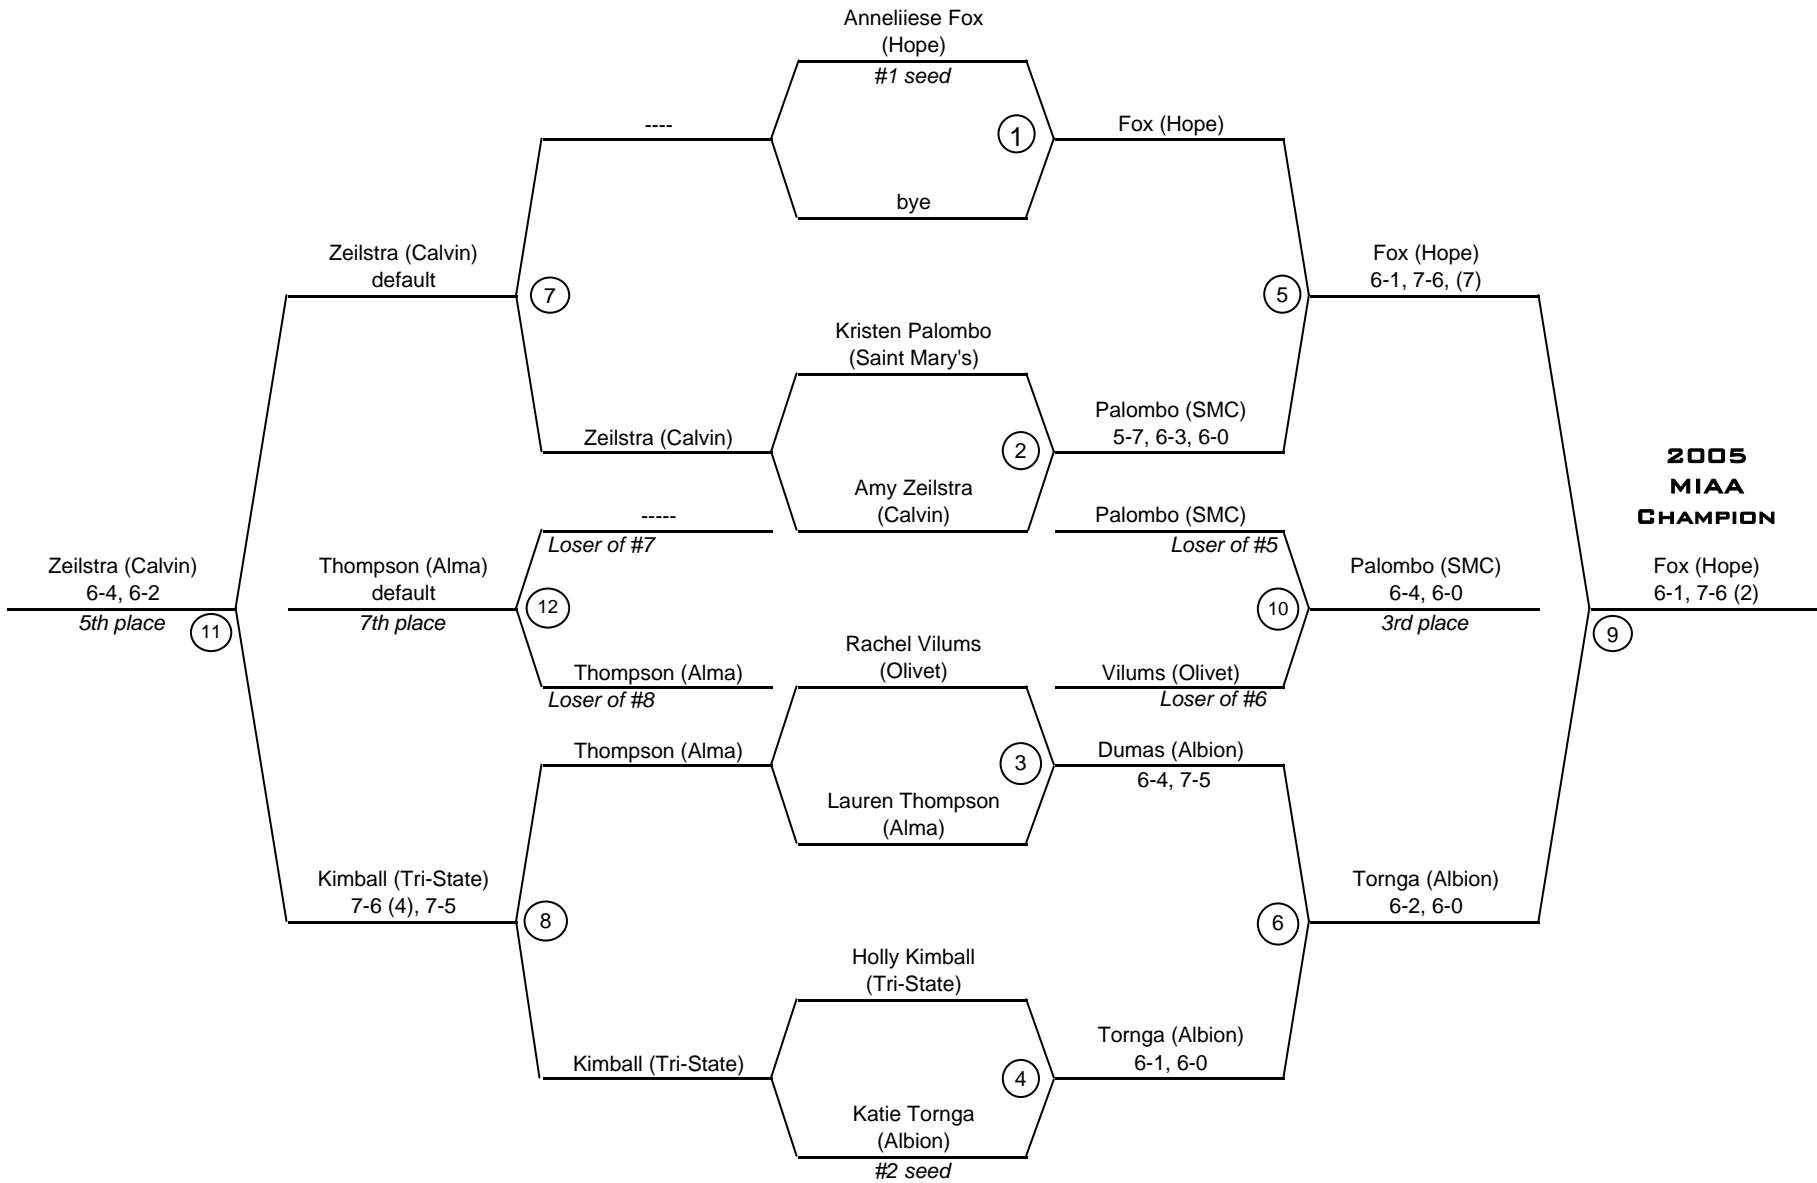 Anneliiese Fox
(Hope)
#1 seed
----
1
Fox (Hope)
bye
Zeilstra (Calvin)
default
7
5
Fox (Hope)
6-1, 7-6, (7)
Kristen Palombo
(Saint Mary's)
Zeilstra (Calvin)
2
Palombo (SMC)
5-7, 6-3, 6-0
Amy Zeilstra
(Calvin)
2005
MIAA
Champion
-----
Loser of #7
Palombo (SMC)
Loser of #5
Zeilstra (Calvin)
6-4, 6-2
5th place
11
Thompson (Alma)
default
7th place
12
10
Palombo (SMC)
6-4, 6-0
3rd place
9
Fox (Hope)
6-1, 7-6 (2)
Thompson (Alma)
Loser of #8
Rachel Vilums
(Olivet)
Vilums (Olivet)
Loser of #6
Thompson (Alma)
3
Dumas (Albion)
6-4, 7-5
Lauren Thompson
(Alma)
Kimball (Tri-State)
7-6 (4), 7-5
8
6
Tornga (Albion)
6-2, 6-0
Holly Kimball
(Tri-State)
Kimball (Tri-State)
4
Tornga (Albion)
6-1, 6-0
Katie Tornga
(Albion)
#2 seed